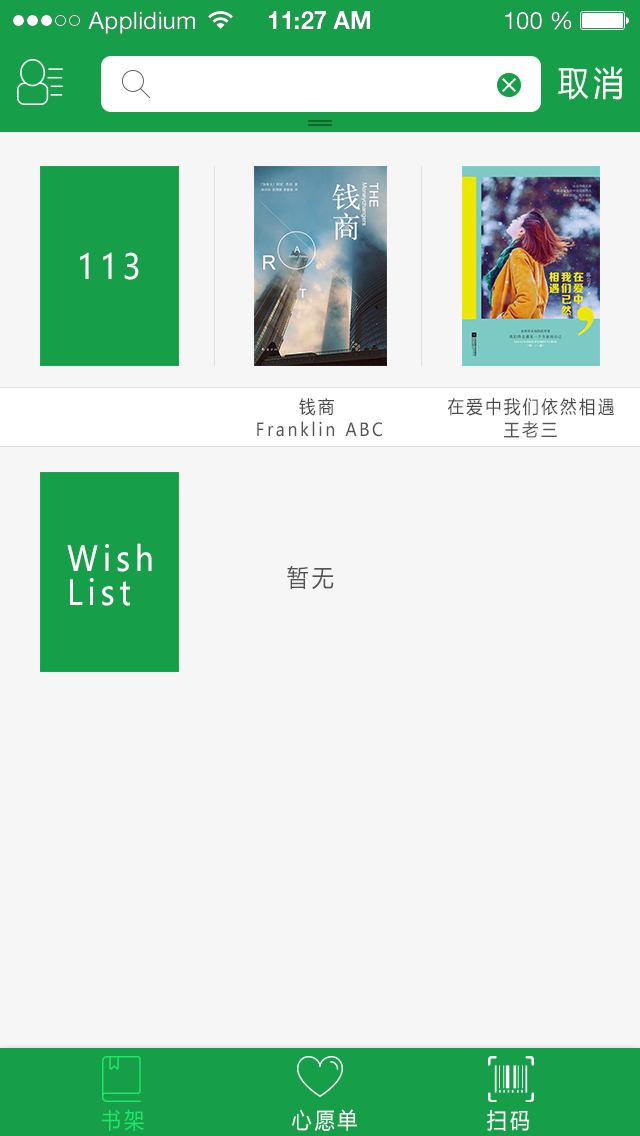 Applidium 11:27 AM 100 %
取消
113
钱商
THE
Moneychangers
R
A
T
在爱中
我们已然
相遇
钱商
Franklin ABC
在爱中我们依然相遇
王老三
Wish
List
暂无
书架
心愿单
扫码